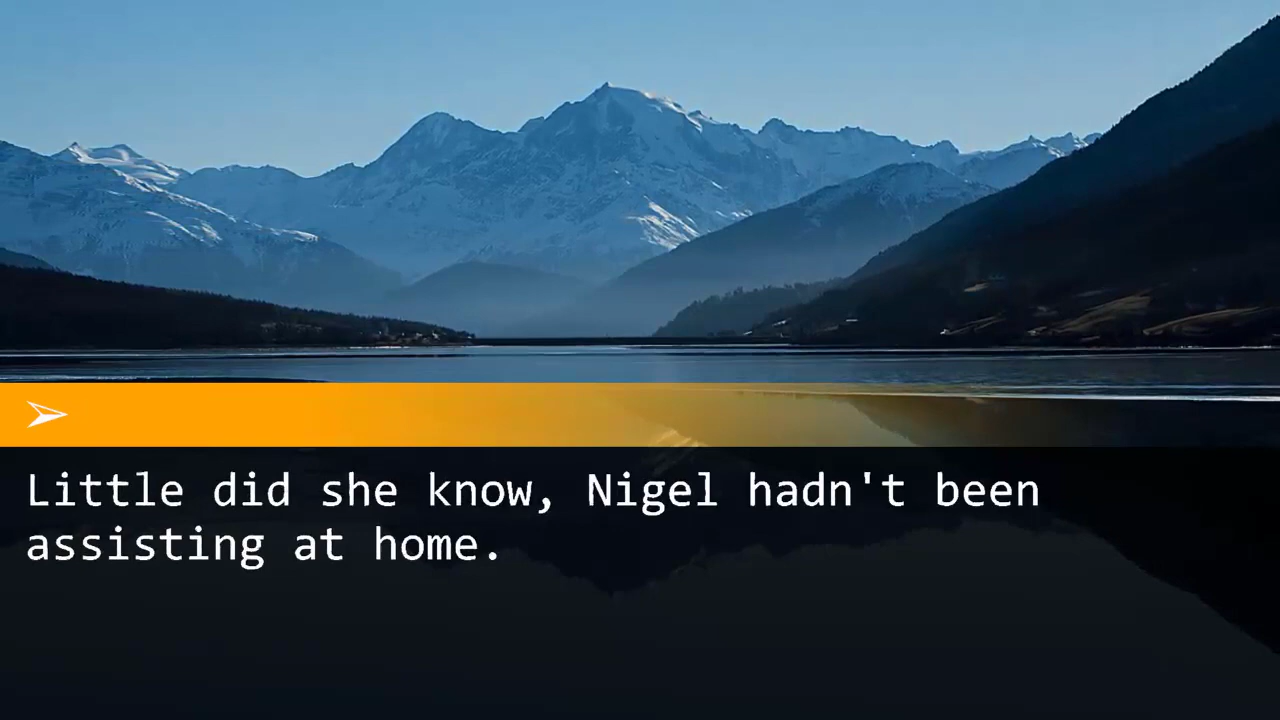 Little did she know, Nigel hadn't been
assisting at home.